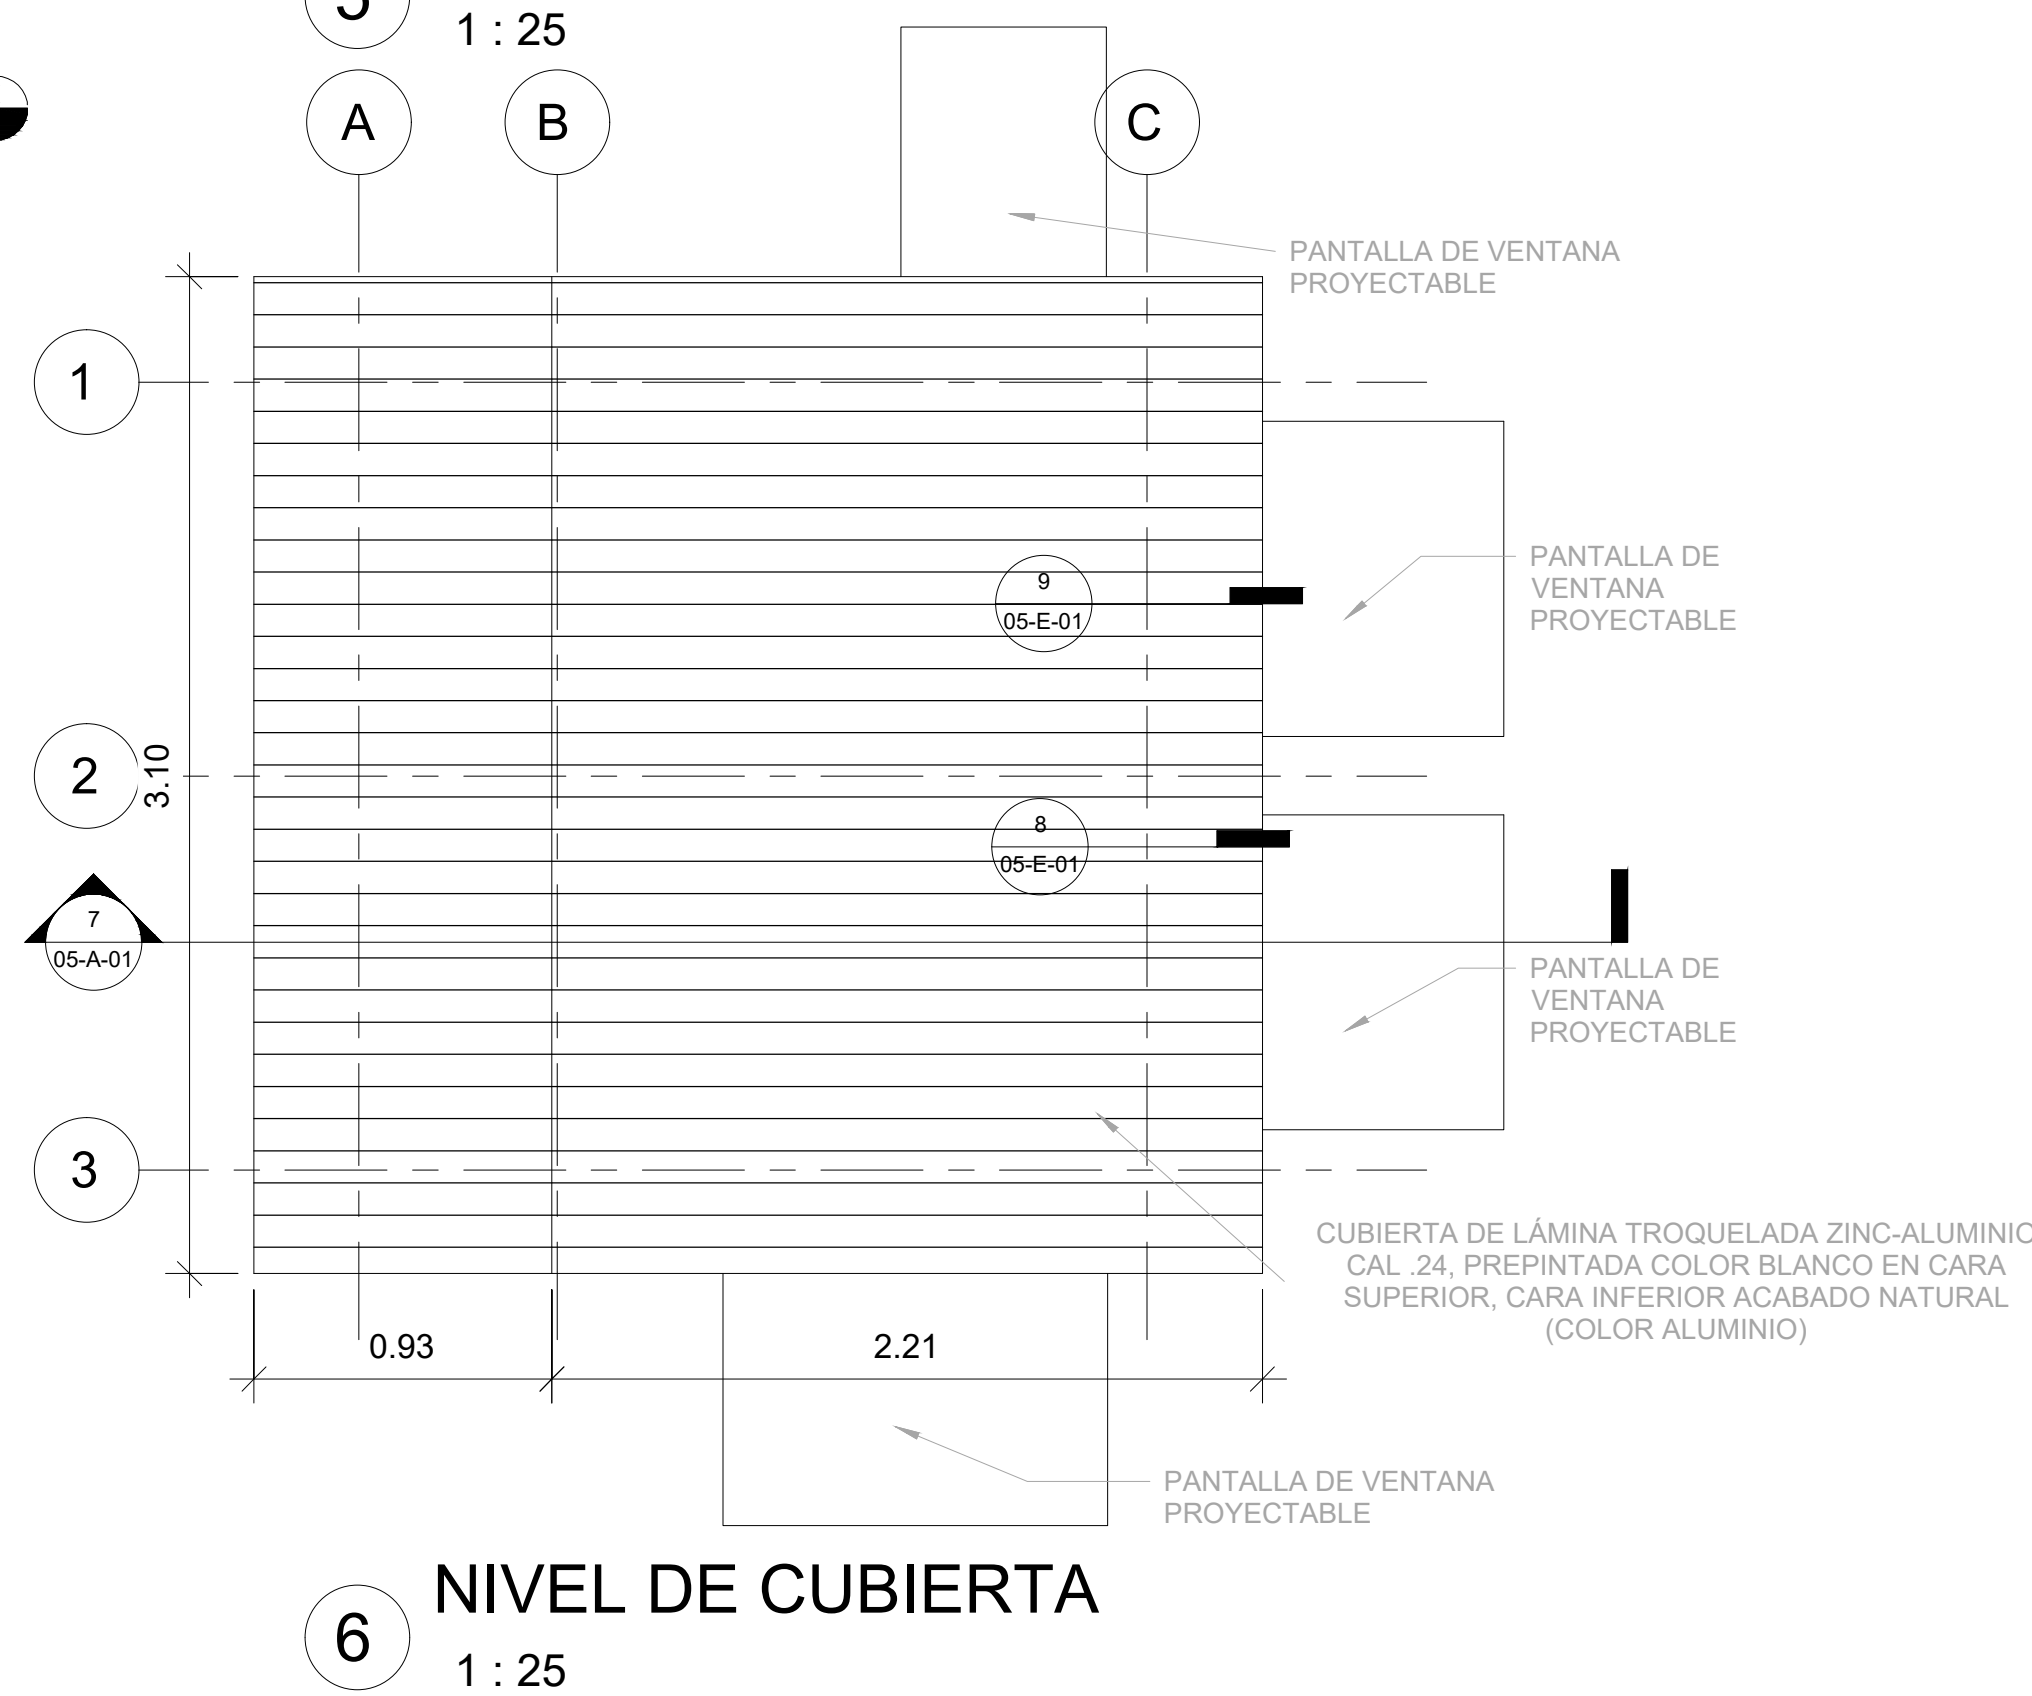 5
1 : 25
A
B
C
PANTALLA DE VENTANA
PROYECTABLE
1
PANTALLA DE
VENTANA
PROYECTABLE
9
05-E-01
2
3.10
8
05-E-01
7
05-A-01
PANTALLA DE
VENTANA
PROYECTABLE
3
CUBIERTA DE LÁMINA TROQUELADA ZINC-ALUMINIO
CAL .24, PREPINTADA COLOR BLANCO EN CARA
SUPERIOR, CARA INFERIOR ACABADO NATURAL
(COLOR ALUMINIO)
0.93
2.21
PANTALLA DE VENTANA
PROYECTABLE
NIVEL DE CUBIERTA
6
1 : 25